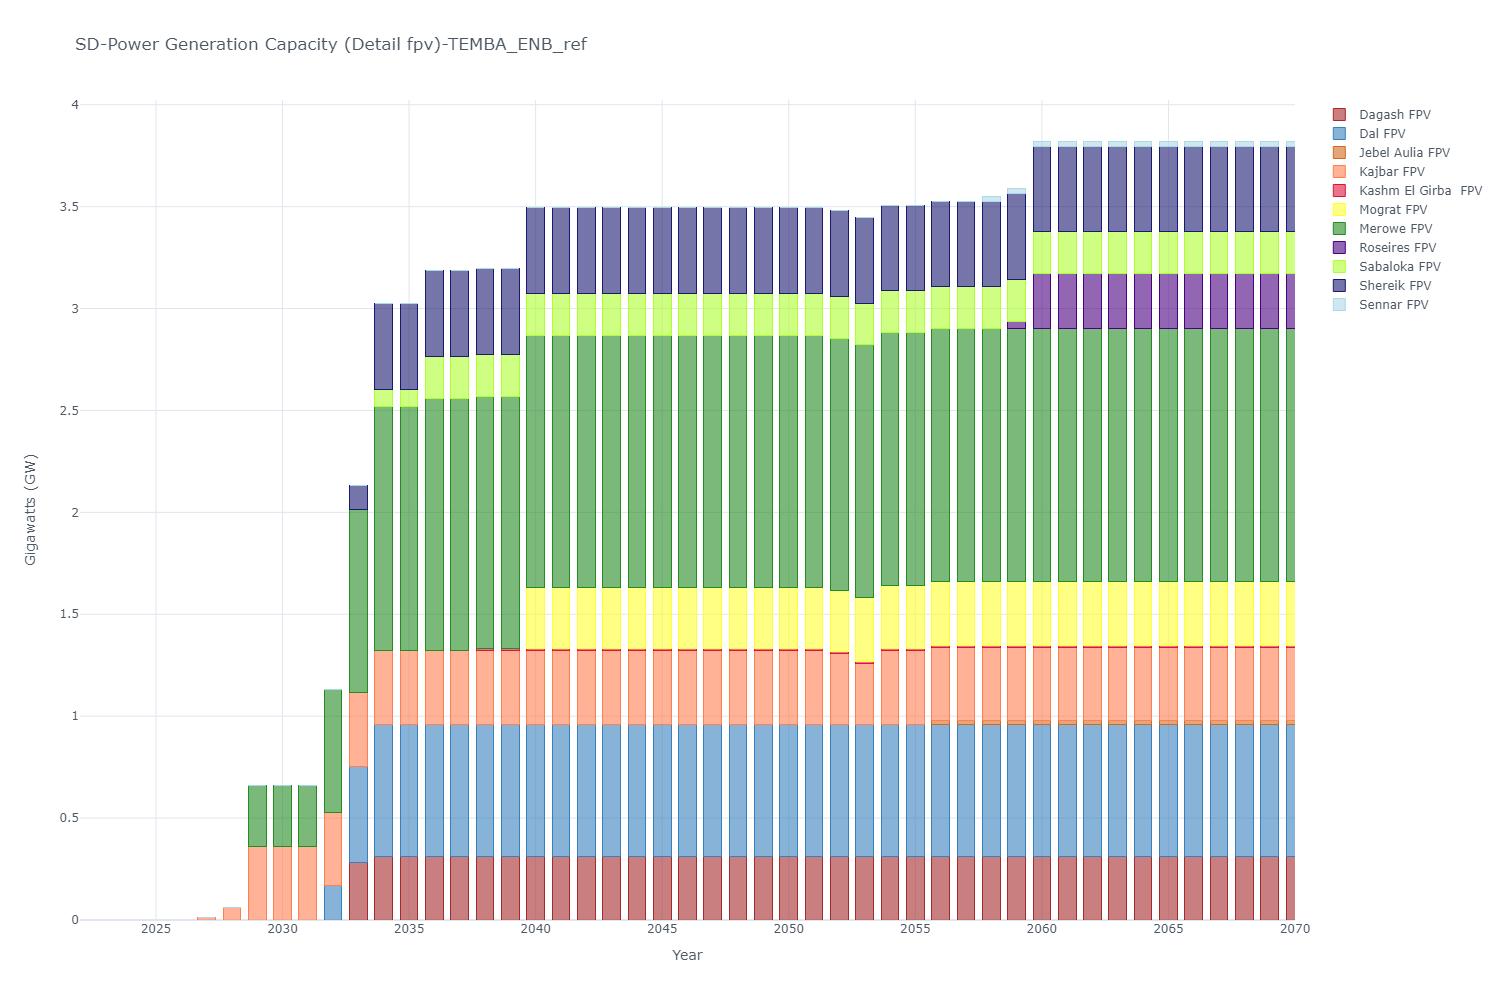 SD-Power Generation Capacity (Detail fpv)-TEMBA_ENB_ref
Gigawatts (GW)
4
3.5
3
2.5
2
1.5
1
0.5
0
2025
2030
2035
2040
2045
2050
2055
2060
2065
2070
Year
Dagash FPV
Dal FPV
Jebel Aulia FPV
Kajbar FPV
Kashm El Girba  FPV
Mograt FPV
Merowe FPV
Roseires FPV
Sabaloka FPV
Shereik FPV
Sennar FPV